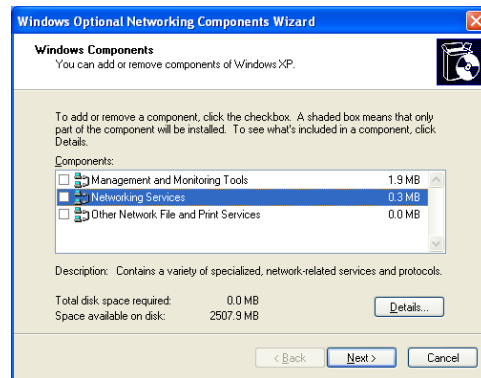 Windows Optional Networking Components Wizard
Windows Components
You can add or remove components of Windows XP.
To add or remove a component, click the checkbox. A shaded box means that only
part of the component will be installed. To see what's included in a component, click
Details.
Components:
Management and Monitoring Tools 1.9 MB
Networking Services 0.3 MB
Other Network File and Print Services 0.0 MB
Description: Contains a variety of specialized, network-related services and protocols.
Total disk space required: 0.0 MB
Space available on disk: 2507.9 MB
Details...
< Back Next > Cancel